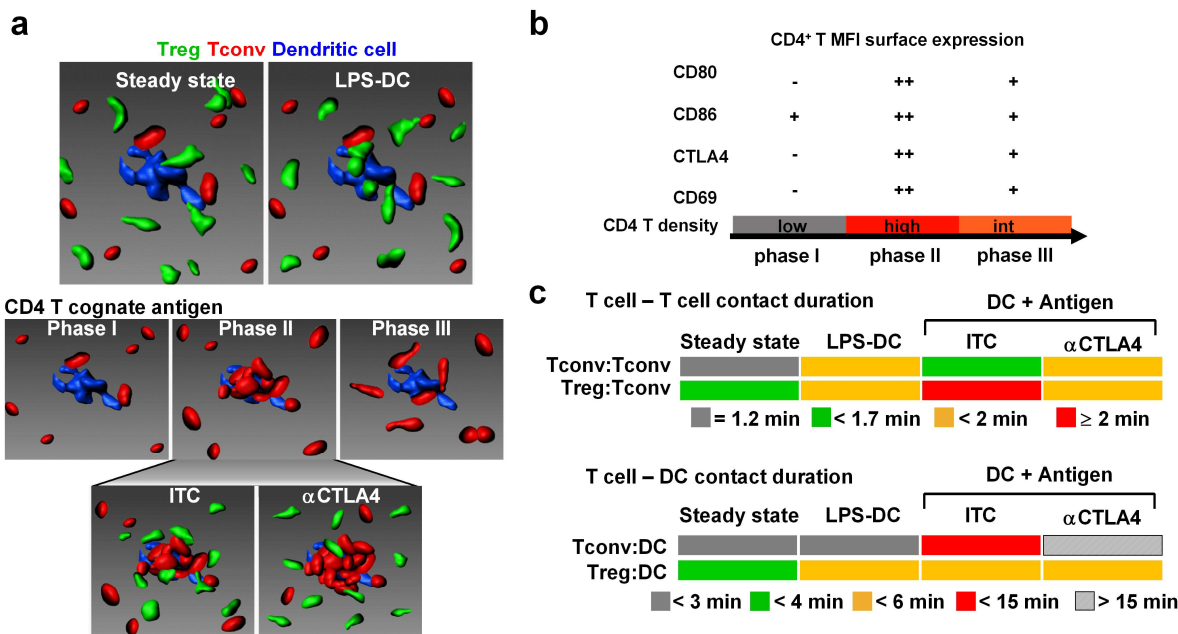 a
Treg Tconv Dendritic cell
Steady state LPS-DC
CD4 T cognate antigen
Phase I Phase II Phase III
ITC αCTLA4
b
CD4+ T MFI surface expression
CD80 - ++ +
CD86 + ++ +
CTLA4 - ++ +
CD69 - ++ +
CD4 T density low high int
phase I phase II phase III
c
T cell – T cell contact duration DC + Antigen
Steady state LPS-DC ITC αCTLA4
Tconv:Tconv
Treg:Tconv
= 1.2 min < 1.7 min < 2 min ≥ 2 min
T cell – DC contact duration DC + Antigen
Steady state LPS-DC ITC αCTLA4
Tconv:DC
Treg:DC
< 3 min < 4 min < 6 min < 15 min > 15 min